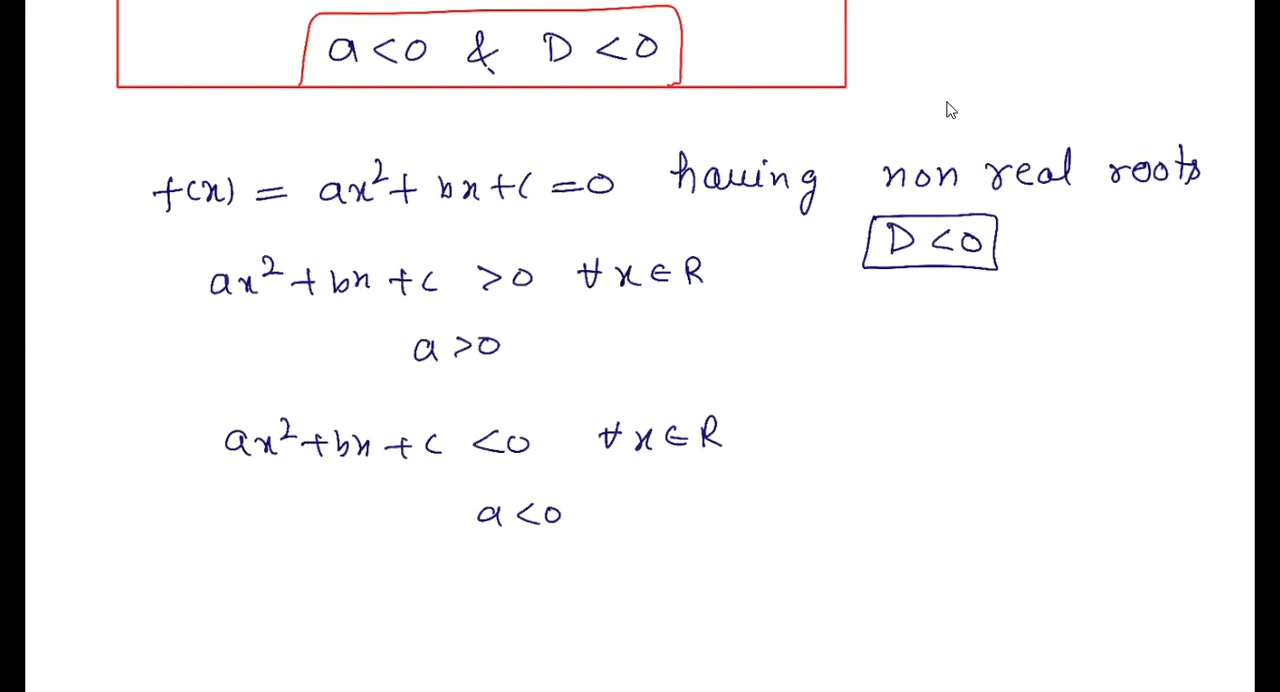 a < 0 & D < 0
f(x) = ax² + bx + c = 0 having non real roots
D < 0
ax² + bx + c > 0 ∀ x ∈ R
a > 0
ax² + bx + c < 0 ∀ x ∈ R
a < 0